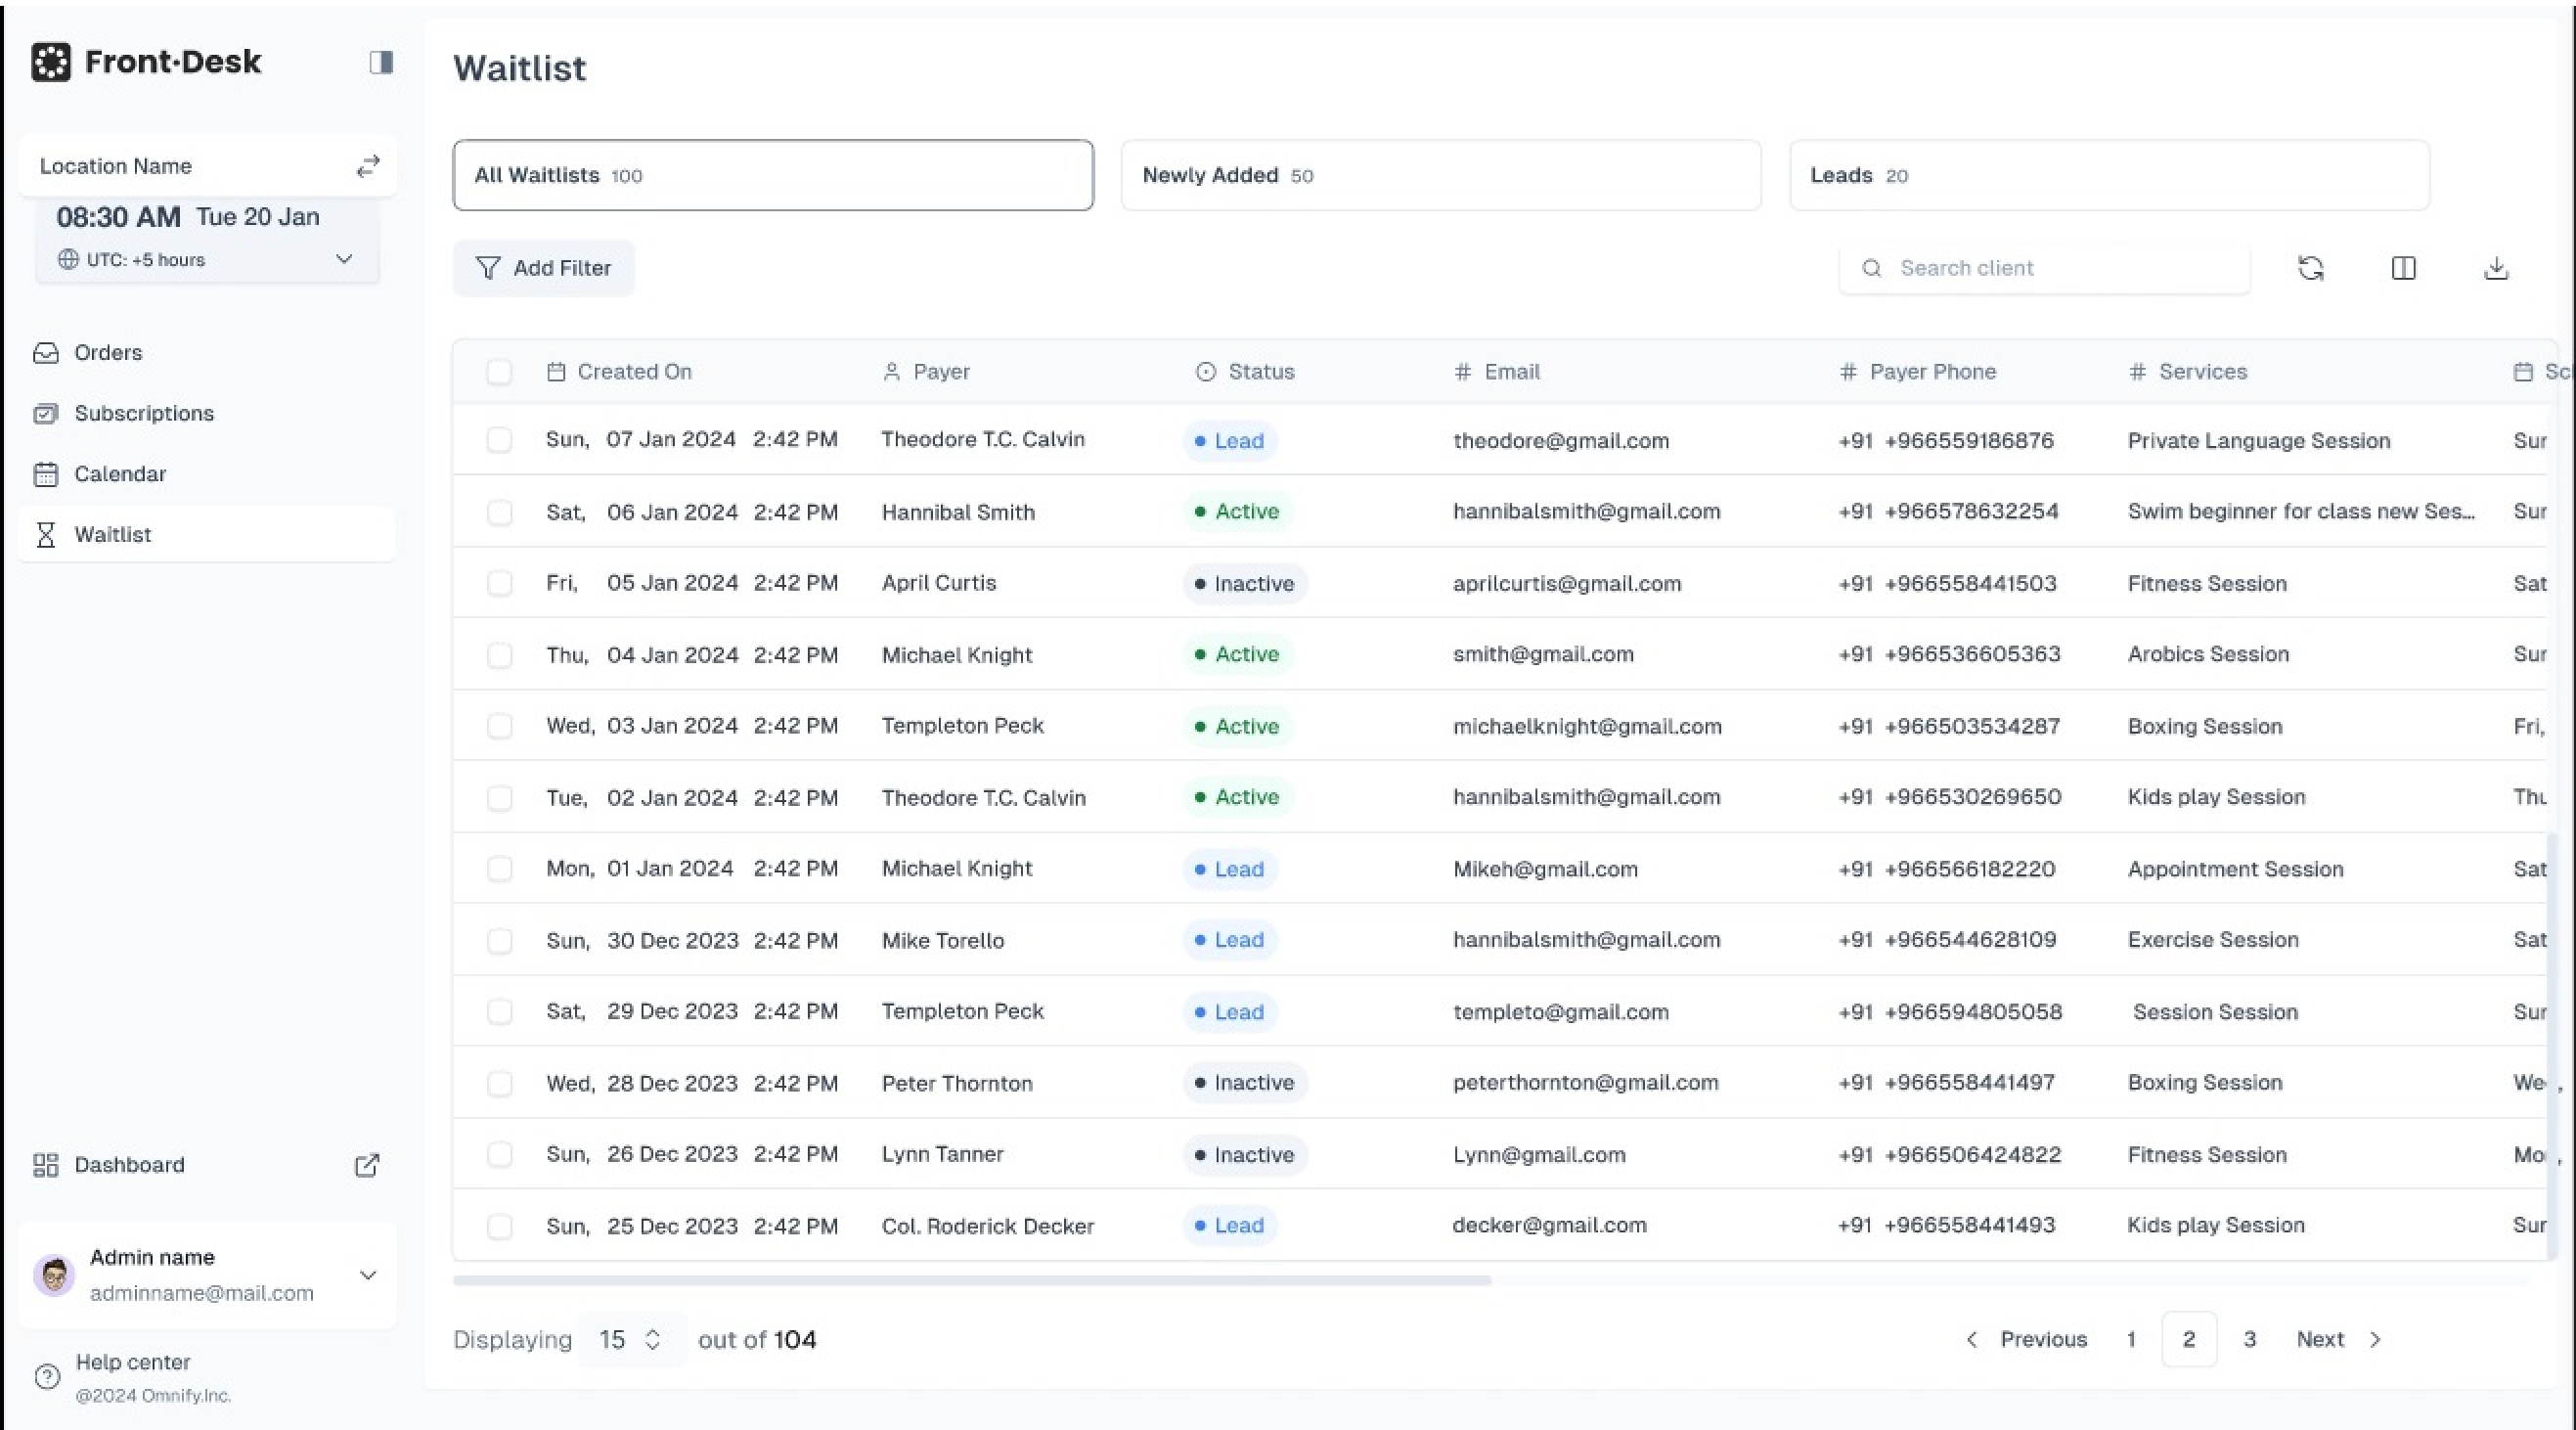 Front·Desk
Location Name
08:30 AM Tue 20 Jan
UTC: +5 hours
Orders
Subscriptions
Calendar
Waitlist
Dashboard
Admin name
adminname@mail.com
Help center
@2024 Omnify.Inc.
Waitlist
All Waitlists 100 Newly Added 50 Leads 20
Add Filter Search client
Created On Payer Status # Email # Payer Phone # Services
Sun, 07 Jan 2024 2:42 PM Theodore T.C. Calvin Lead theodore@gmail.com +91 +966559186876 Private Language Session Sur
Sat, 06 Jan 2024 2:42 PM Hannibal Smith Active hannibalsmith@gmail.com +91 +966578632254 Swim beginner for class new Ses... Sur
Fri, 05 Jan 2024 2:42 PM April Curtis Inactive aprilcurtis@gmail.com +91 +966558441503 Fitness Session Sat
Thu, 04 Jan 2024 2:42 PM Michael Knight Active smith@gmail.com +91 +966536605363 Arobics Session Sur
Wed, 03 Jan 2024 2:42 PM Templeton Peck Active michaelknight@gmail.com +91 +966503534287 Boxing Session Fri,
Tue, 02 Jan 2024 2:42 PM Theodore T.C. Calvin Active hannibalsmith@gmail.com +91 +966530269650 Kids play Session Thu
Mon, 01 Jan 2024 2:42 PM Michael Knight Lead Mikeh@gmail.com +91 +966566182220 Appointment Session Sat
Sun, 30 Dec 2023 2:42 PM Mike Torello Lead hannibalsmith@gmail.com +91 +966544628109 Exercise Session Sat
Sat, 29 Dec 2023 2:42 PM Templeton Peck Lead templeto@gmail.com +91 +966594805058 Session Session Sur
Wed, 28 Dec 2023 2:42 PM Peter Thornton Inactive peterthornton@gmail.com +91 +966558441497 Boxing Session We
Sun, 26 Dec 2023 2:42 PM Lynn Tanner Inactive Lynn@gmail.com +91 +966506424822 Fitness Session Mo
Sun, 25 Dec 2023 2:42 PM Col. Roderick Decker Lead decker@gmail.com +91 +966558441493 Kids play Session Sur
Displaying 15 out of 104 Previous 1 2 3 Next